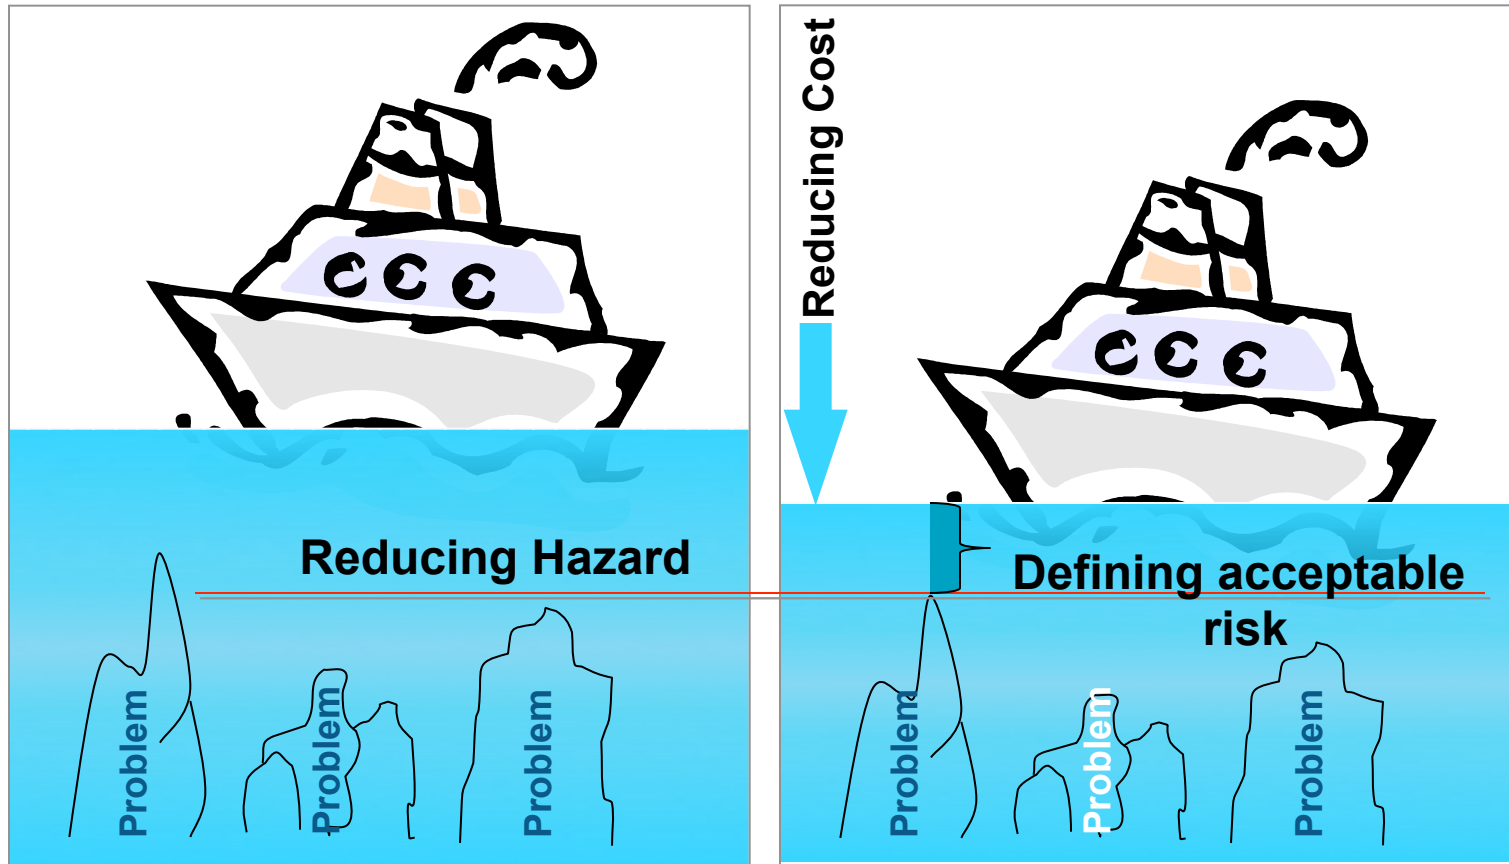 Reducing Hazard
Problem
Problem
Problem
Reducing Cost
Defining acceptable
risk
Problem
Problem
Problem